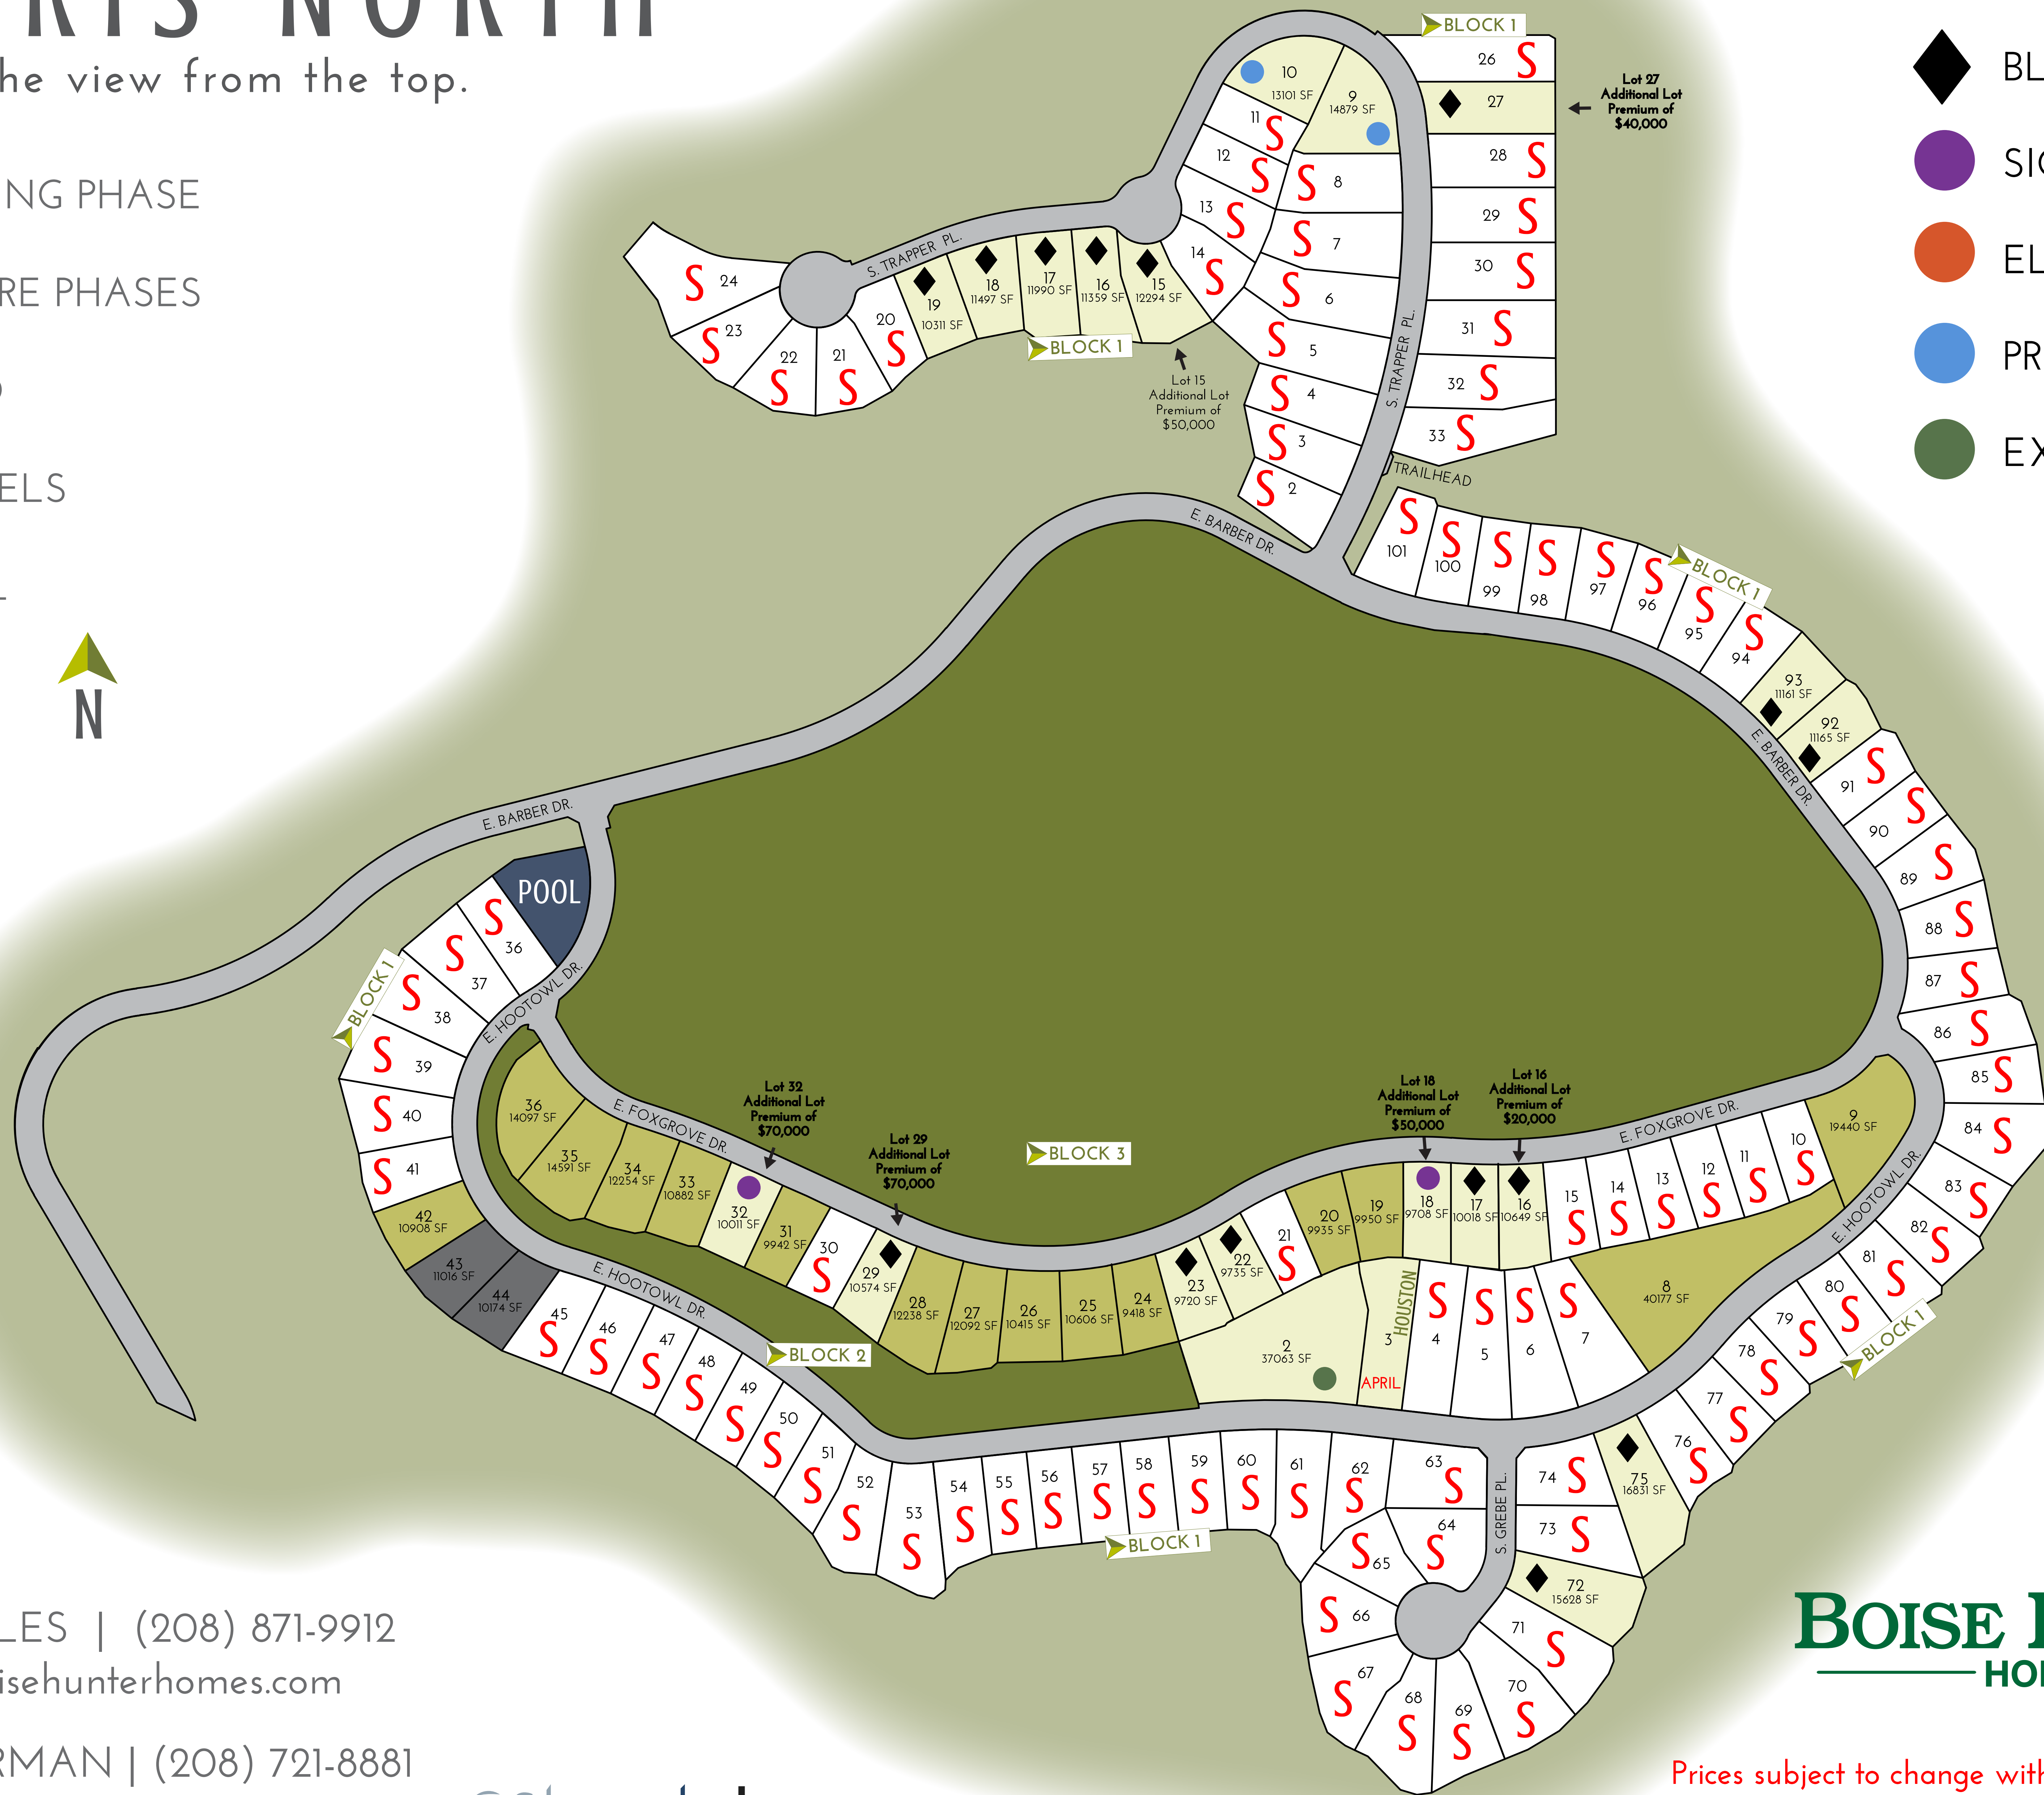 RIS NORTH
he view from the top.
NG PHASE
RE PHASES
ELS
N
BLOCK 1
26 S
27
Lot 27
Additional Lot
Premium of
$40,000
28 S
29 S
30 S
31 S
32 S
33 S
10
13101 SF
9
14879 SF
11 S
12 S
13 S
14 S
S 8
S 7
S 6
S 5
S 4
S 3
S 2
S. TRAPPER PL.
S. TRAPPER PL.
S 24
S 23
22 S
21 S
20 S
19
10311 SF
18
11497 SF
17
11990 SF
16
11359 SF
15
12294 SF
BLOCK 1
Lot 15
Additional Lot
Premium of
$50,000
TRAILHEAD
E. BARBER DR.
S 101
S 100
S 99
S 98
S 97
S 96
S 95
S 94
BLOCK 1
93
11161 SF
92
11165 SF
E. BARBER DR.
91 S
90 S
89 S
88 S
87 S
86 S
85 S
84 S
83 S
82 S
81 S
80 S
79 S
78 S
77 S
76 S
BLOCK 1
E. BARBER DR.
POOL
S 36
S 37
S 38
S 39
S 40
S 41
BLOCK 1
E. HOOTOWL DR.
42
10908 SF
43
11016 SF
44
10174 SF
36
14097 SF
35
14591 SF
34
12254 SF
33
10882 SF
32
10011 SF
31
9942 SF
30 S
29
10574 SF
28
12238 SF
27
12092 SF
26
10415 SF
25
10606 SF
24
9418 SF
23
9720 SF
22
9735 SF
21 S
20
9935 SF
19
9950 SF
18
9708 SF
17
10018 SF
16
10649 SF
15 S
14 S
13 S
12 S
11 S
10 S
9
19440 SF
8
40177 SF
E. FOXGROVE DR.
Lot 32
Additional Lot
Premium of
$70,000
Lot 29
Additional Lot
Premium of
$70,000
BLOCK 3
Lot 18
Additional Lot
Premium of
$50,000
Lot 16
Additional Lot
Premium of
$20,000
E. FOXGROVE DR.
E. HOOTOWL DR.
2
37063 SF
3
HOUSTON
APRIL
S 4
S 5
S 6
S 7
BLOCK 2
E. HOOTOWL DR.
45 S
46 S
47 S
48 S
49 S
50 S
51 S
52 S
53 S
54 S
55 S
56 S
57 S
58 S
59 S
60 S
61 S
62 S
63 S
64 S
S 65
S 66
67 S
68 S
69 S
70 S
71 S
72
15628 SF
73 S
74 S
75
16831 SF
S. GREBE PL.
BLOCK 1
BL
SIG
EL
PR
EX
LES | (208) 871-9912
isehunterhomes.com
RMAN | (208) 721-8881
BOISE
HO
Prices subject to change with